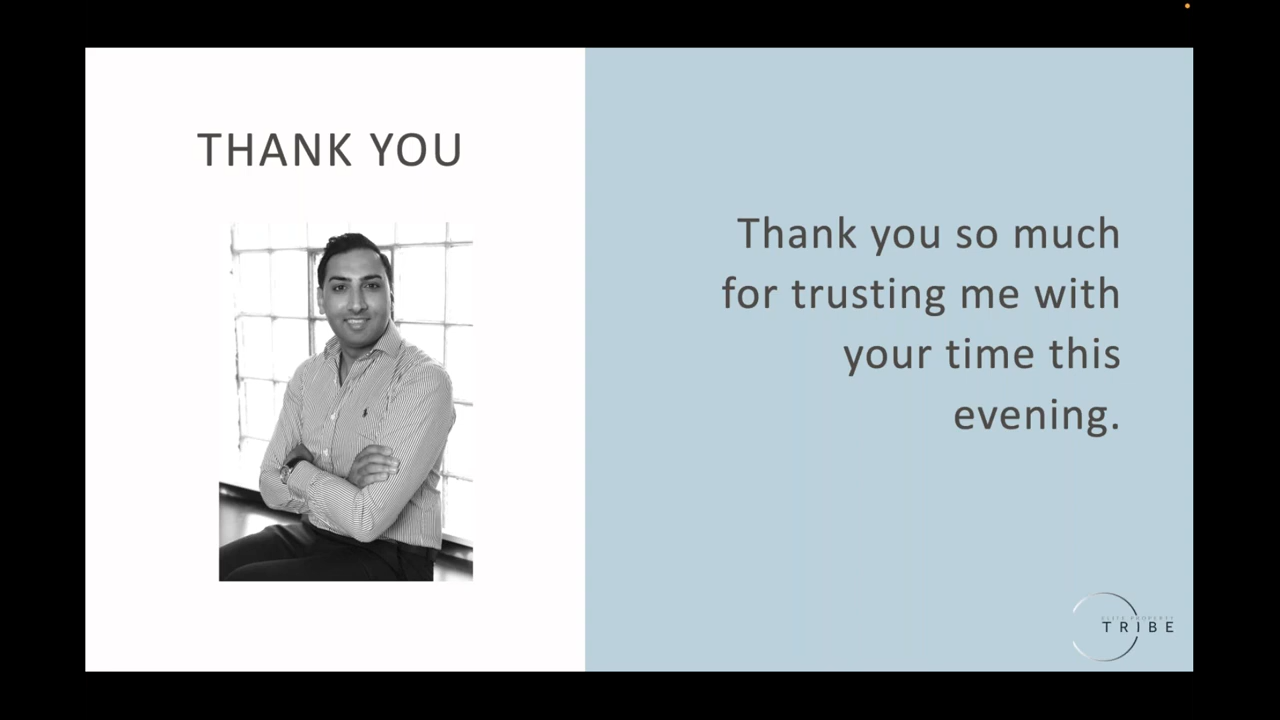 THANK YOU
Thank you so much
for trusting me with
your time this
evening.
TRIBE